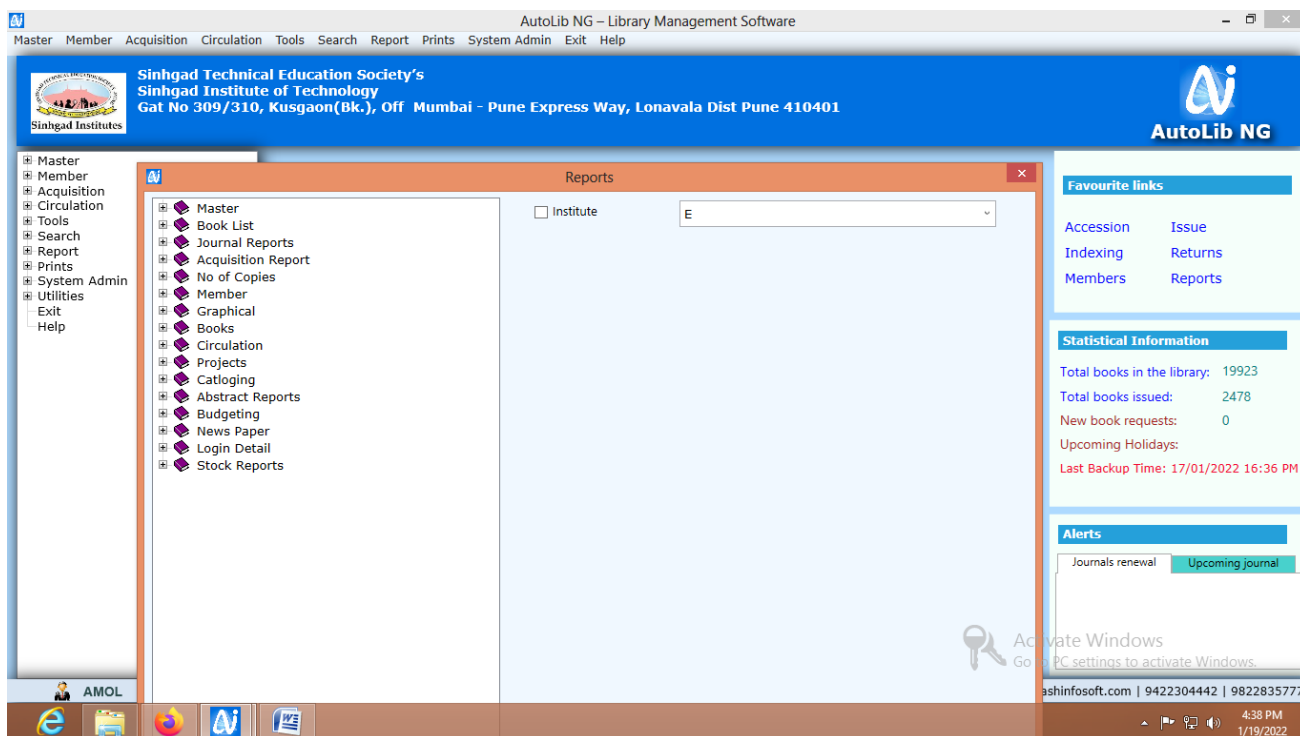 AutoLib NG – Library Management Software
Master Member Acquisition Circulation Tools Search Report Prints System Admin Exit Help
Sinhgad Technical Education Society's
Sinhgad Institute of Technology
Gat No 309/310, Kusgaon(Bk.), Off Mumbai - Pune Express Way, Lonavala Dist Pune 410401
Sinhgad Institutes
AutoLib NG
Master
Member
Acquisition
Circulation
Tools
Search
Report
Prints
System Admin
Utilities
Exit
Help
Reports
Master
Book List
Journal Reports
Acquisition Report
No of Copies
Member
Graphical
Books
Circulation
Projects
Catloging
Abstract Reports
Budgeting
News Paper
Login Detail
Stock Reports
Institute
E
Favourite links
Accession Issue
Indexing Returns
Members Reports
Statistical Information
Total books in the library: 19923
Total books issued: 2478
New book requests: 0
Upcoming Holidays:
Last Backup Time: 17/01/2022 16:36 PM
Alerts
Journals renewal Upcoming journal
Activate Windows
Go to PC settings to activate Windows.
AMOL
ashinfosoft.com | 9422304442 | 9822835777
4:38 PM
1/19/2022